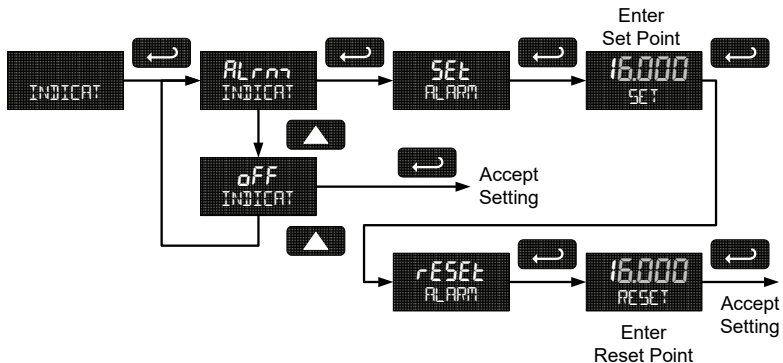 Enter
Set Point
INDICAT
ALrm
INDICAT
SEt
ALARM
16.000
SET
oFF
INDICAT
Accept
Setting
rESEt
ALARM
16.000
RESET
Accept
Setting
Enter
Reset Point